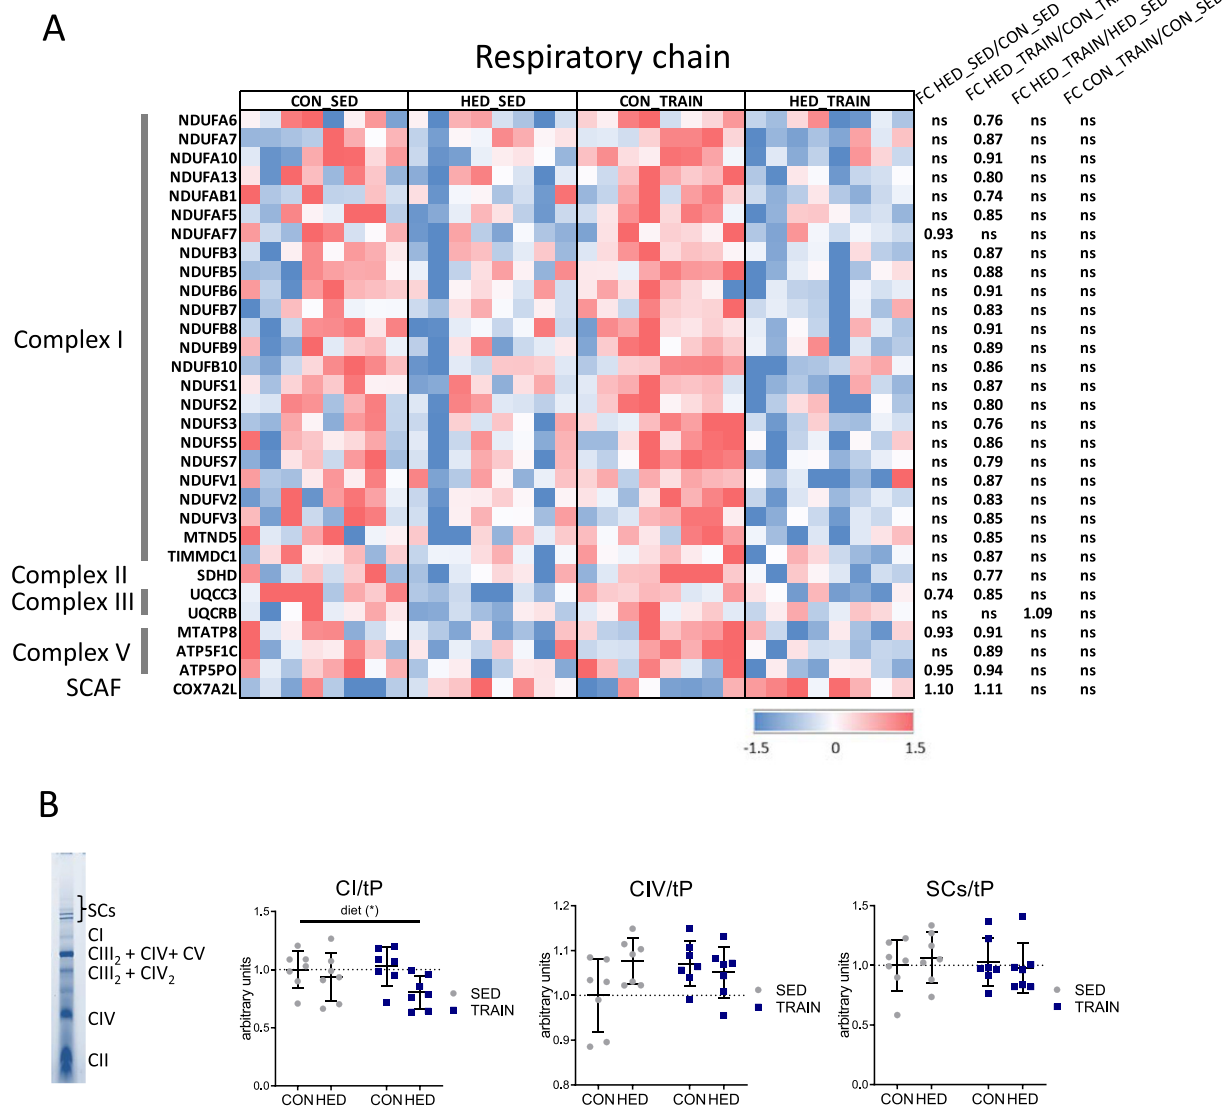 A
Respiratory chain
FC HED_SED/CON_SED
FC HED_TRAIN/CON_TRA
FC HED_TRAIN/HED_SED
FC CON_TRAIN/CON_SED
CON_SED HED_SED CON_TRAIN HED_TRAIN
NDUFA6 ns 0.76 ns ns
NDUFA7 ns 0.87 ns ns
NDUFA10 ns 0.91 ns ns
NDUFA13 ns 0.80 ns ns
NDUFAB1 ns 0.74 ns ns
NDUFAF5 ns 0.85 ns ns
NDUFAF7 0.93 ns ns ns
NDUFB3 ns 0.87 ns ns
NDUFB5 ns 0.88 ns ns
NDUFB6 ns 0.91 ns ns
NDUFB7 ns 0.83 ns ns
Complex I
NDUFB8 ns 0.91 ns ns
NDUFB9 ns 0.89 ns ns
NDUFB10 ns 0.86 ns ns
NDUFS1 ns 0.87 ns ns
NDUFS2 ns 0.80 ns ns
NDUFS3 ns 0.76 ns ns
NDUFS5 ns 0.86 ns ns
NDUFS7 ns 0.79 ns ns
NDUFV1 ns 0.87 ns ns
NDUFV2 ns 0.83 ns ns
NDUFV3 ns 0.85 ns ns
MTND5 ns 0.85 ns ns
TIMMDC1 ns 0.87 ns ns
Complex II SDHD ns 0.77 ns ns
Complex III UQCC3 0.74 0.85 ns ns
UQCRB ns ns 1.09 ns
MTATP8 0.93 0.91 ns ns
Complex V ATP5F1C ns 0.89 ns ns
ATP5PO 0.95 0.94 ns ns
SCAF COX7A2L 1.10 1.11 ns ns
-1.5 0 1.5
B
SCs
CI
CIII2 + CIV+ CV
CIII2 + CIV2
CIV
CII
CI/tP
diet (*)
arbitrary units
1.5
1.0
0.5
0.0
CON HED CON HED
SED
TRAIN
CIV/tP
arbitrary units
1.2
1.1
1.0
0.9
0.8
CON HED CON HED
SED
TRAIN
SCs/tP
arbitrary units
1.5
1.0
0.5
0.0
CON HED CON HED
SED
TRAIN